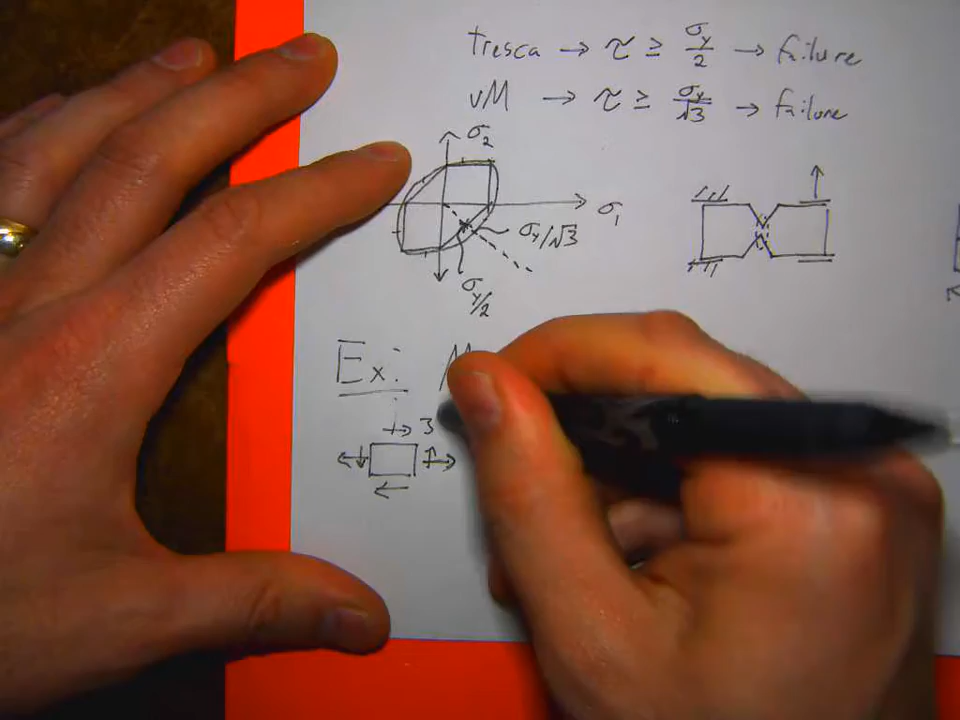 tresca → τ ≥ σy/2 → failure
vM → τ ≥ σy/√3 → failure
σ2
σ1
σy/√3
σy/2
Ex:
3